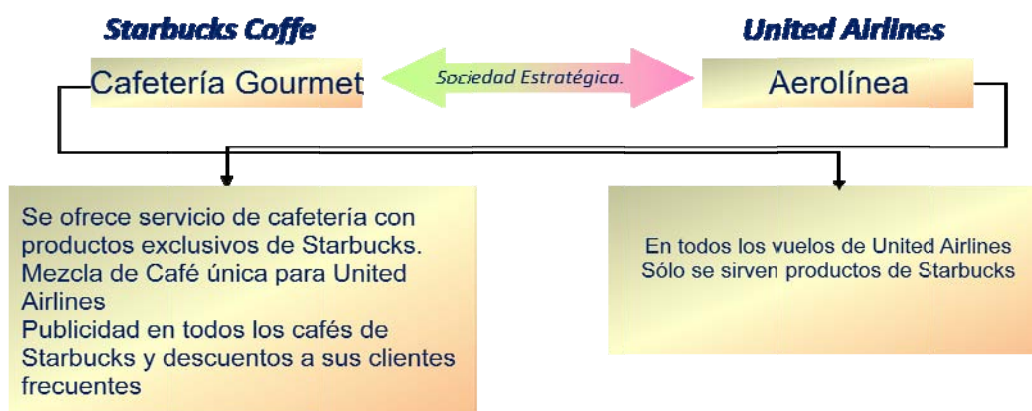 Starbucks Coffe
United Airlines
Cafetería Gourmet
Sociedad Estratégica.
Aerolínea
Se ofrece servicio de cafetería con
productos exclusivos de Starbucks.
Mezcla de Café única para United
Airlines
Publicidad en todos los cafés de
Starbucks y descuentos a sus clientes
frecuentes
En todos los vuelos de United Airlines
Sólo se sirven productos de Starbucks